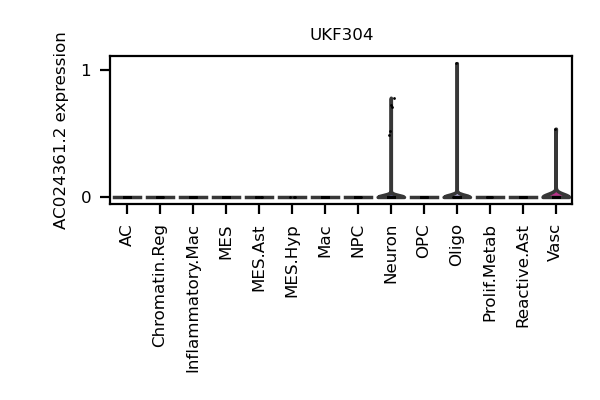 UKF304
AC024361.2 expression
1
0
AC
Chromatin.Reg
Inflammatory.Mac
MES
MES.Ast
MES.Hyp
Mac
NPC
Neuron
OPC
Oligo
Prolif.Metab
Reactive.Ast
Vasc